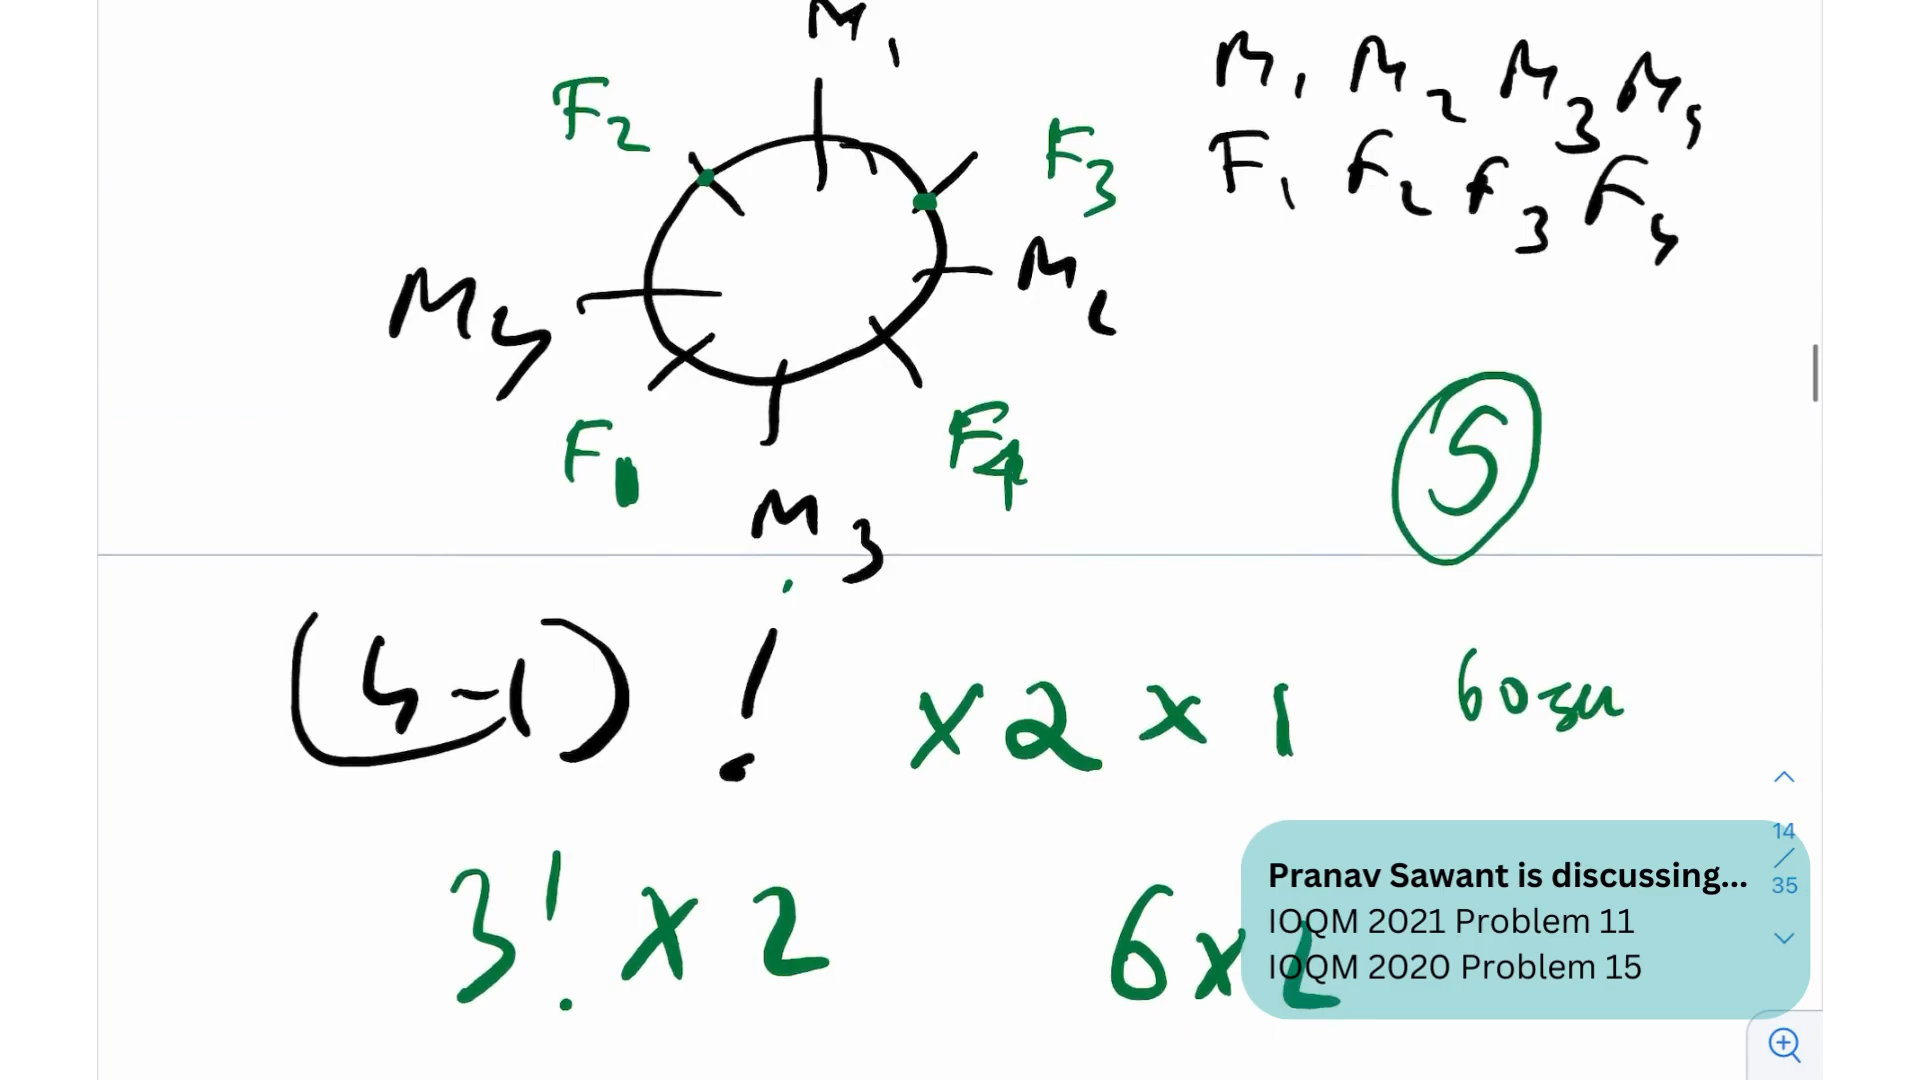 M1
M1 M2 M3 M4
F2
F3
F1 F2 F3 F4
M2
M4
5
F1
F4
M3
(4-1)! x 2 x 1
3! x 2
6 x 2
Pranav Sawant is discussing...
IOQM 2021 Problem 11
IOQM 2020 Problem 15
14
/
35